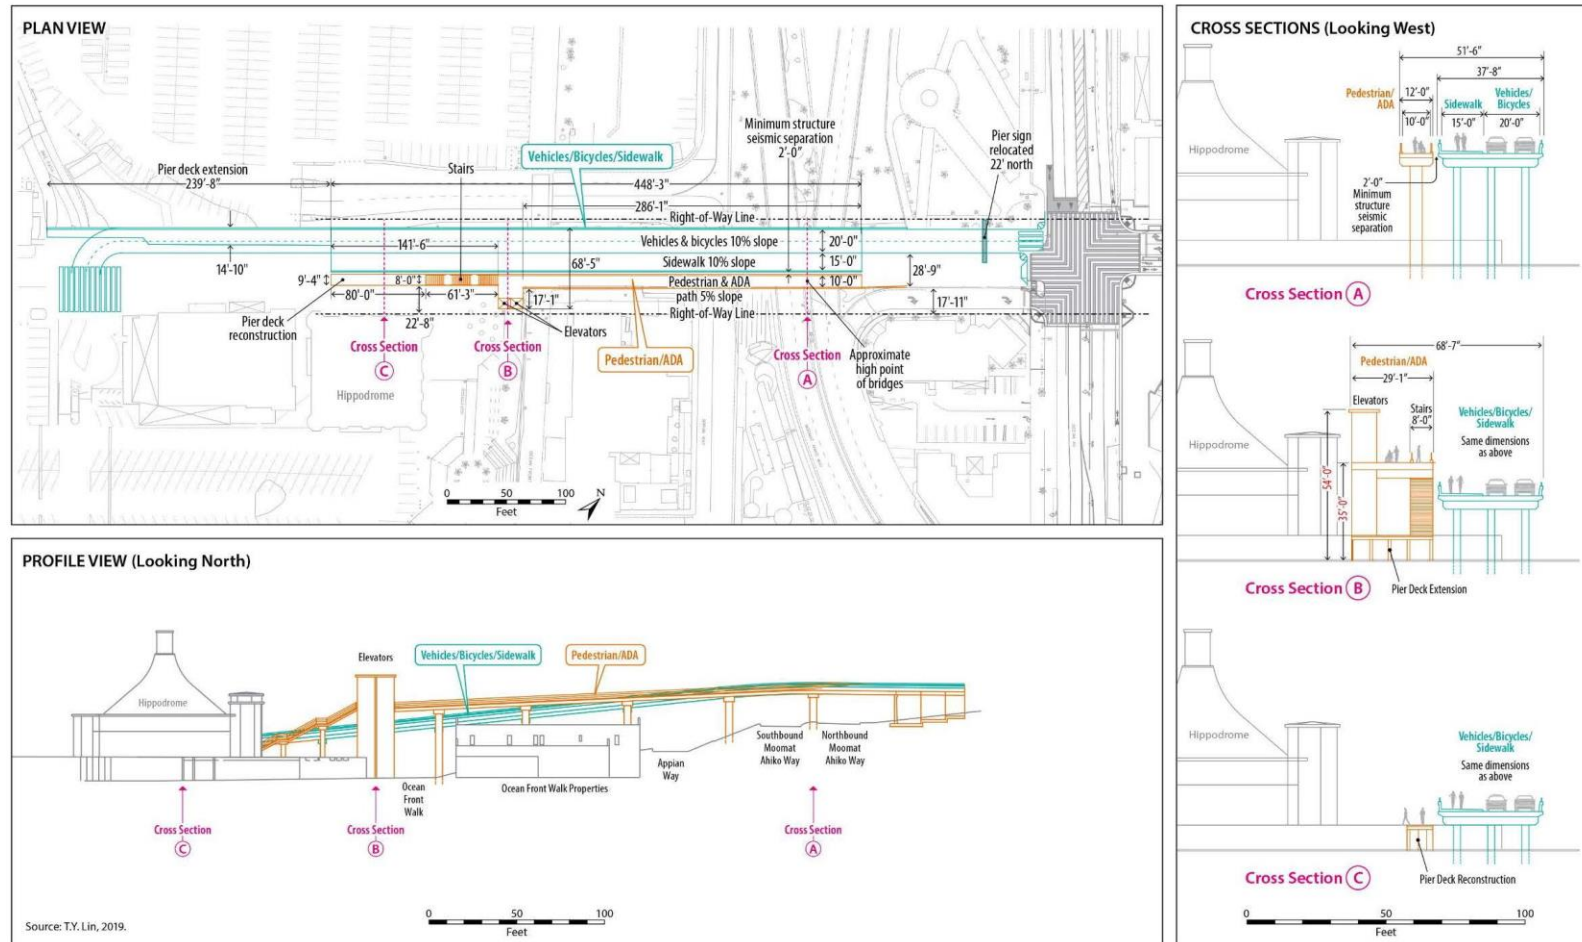 PLAN VIEW
Pier deck extension
239'-8"
Stairs
Vehicles/Bicycles/Sidewalk
Minimum structure
seismic separation
2'-0"
Pier sign
relocated
22' north
448'-3"
286'-1"
Right-of-Way Line
141'-6"
Vehicles & bicycles 10% slope
20'-0"
68'-5"
Sidewalk 10% slope
15'-0"
28'-9"
14'-10"
9'-4"
8'-0"
Pedestrian & ADA
path 5% slope
10'-0"
80'-0"
61'-3"
17'-1"
17'-11"
22'-8"
Right-of-Way Line
Pier deck
reconstruction
Elevators
Pedestrian/ADA
Cross Section
C
Cross Section
B
Cross Section
A
Approximate
high point
of bridges
Hippodrome
0 50 100
Feet
N
PROFILE VIEW (Looking North)
Elevators
Vehicles/Bicycles/Sidewalk
Pedestrian/ADA
Hippodrome
Ocean
Front
Walk
Ocean Front Walk Properties
Appian
Way
Southbound
Moomat
Ahiko Way
Northbound
Moomat
Ahiko Way
Cross Section
C
Cross Section
B
Cross Section
A
0 50 100
Feet
Source: T.Y. Lin, 2019.
CROSS SECTIONS (Looking West)
51'-6"
37'-8"
Pedestrian/
ADA
12'-0"
10'-0"
Sidewalk
15'-0"
Vehicles/
Bicycles
20'-0"
Hippodrome
2'-0"
Minimum
structure
seismic
separation
Cross Section A
68'-7"
Pedestrian/ADA
29'-1"
Elevators
Stairs
8'-0"
Vehicles/Bicycles/
Sidewalk
Same dimensions
as above
Hippodrome
54'-0"
35'-0"
Cross Section B
Pier Deck Extension
Hippodrome
Vehicles/Bicycles/
Sidewalk
Same dimensions
as above
Cross Section C
Pier Deck Reconstruction
0 50 100
Feet